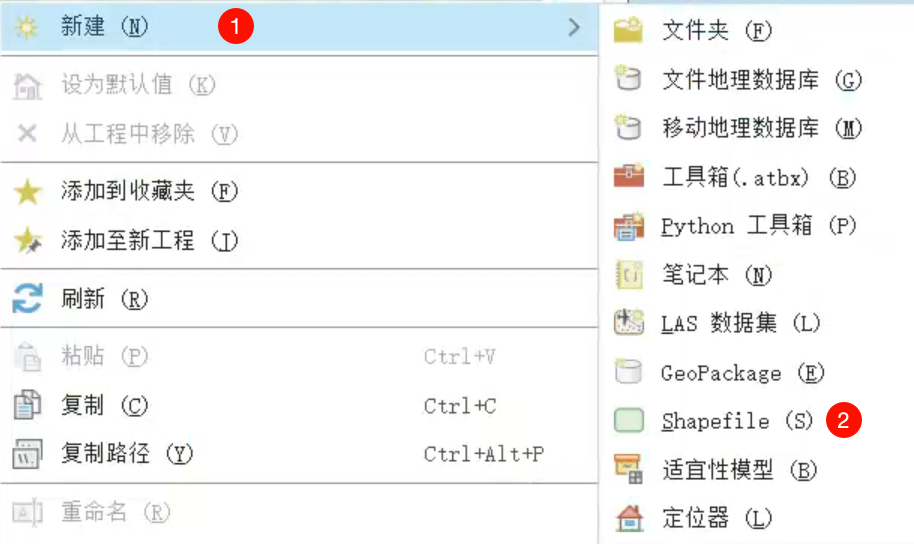 新建 (N) 1
设为默认值 (K)
从工程中移除 (V)
添加到收藏夹 (F)
添加至新工程 (I)
刷新 (R)
粘贴 (P) Ctrl+V
复制 (C) Ctrl+C
复制路径 (Y) Ctrl+Alt+P
重命名 (R)
文件夹 (F)
文件地理数据库 (G)
移动地理数据库 (M)
工具箱(.atbx) (B)
Python 工具箱 (P)
笔记本 (N)
LAS 数据集 (L)
GeoPackage (E)
Shapefile (S) 2
适宜性模型 (B)
定位器 (L)